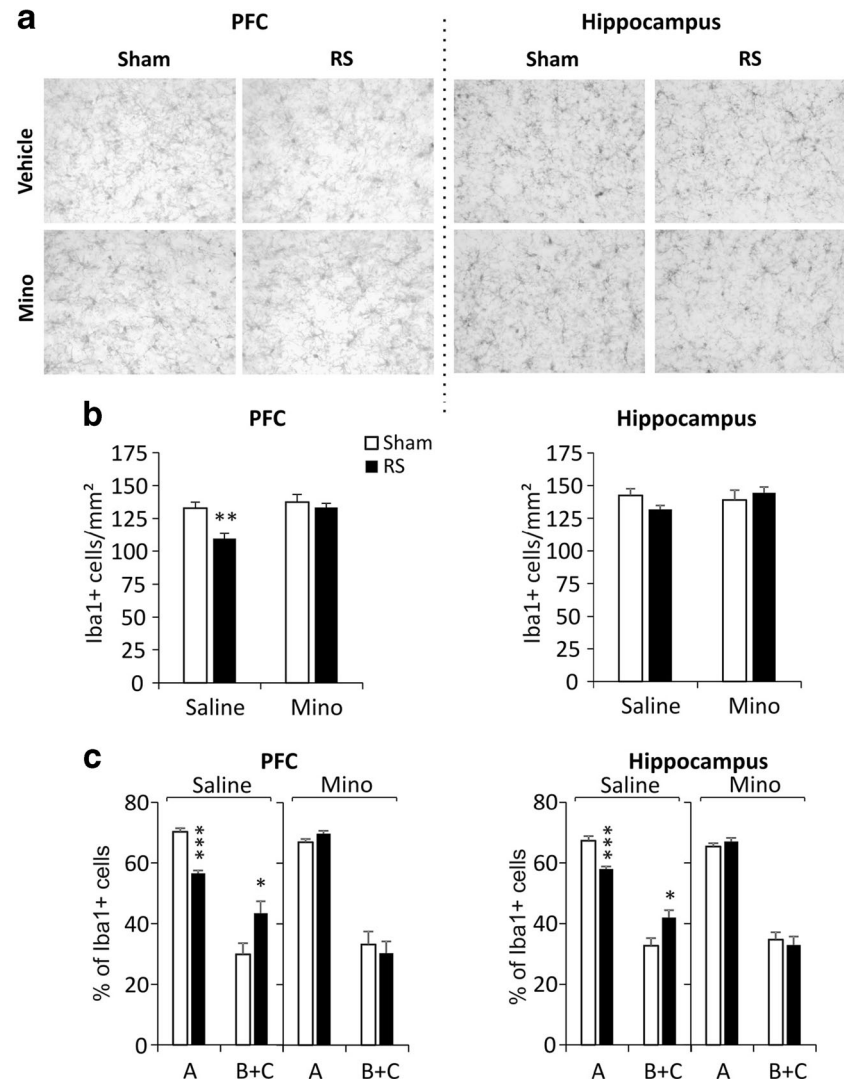 a
PFC Hippocampus
Sham RS Sham RS
Vehicle
Mino
b
PFC Hippocampus
Sham
RS
Iba1+ cells/mm²
175
150
125
100
75
50
25
0
**
Saline Mino
Iba1+ cells/mm²
175
150
125
100
75
50
25
0
Saline Mino
c
PFC
Saline Mino
% of Iba1+ cells
80
60
40
20
0
***
*
A B+C A B+C
Hippocampus
Saline Mino
% of Iba1+ cells
80
60
40
20
0
***
*
A B+C A B+C